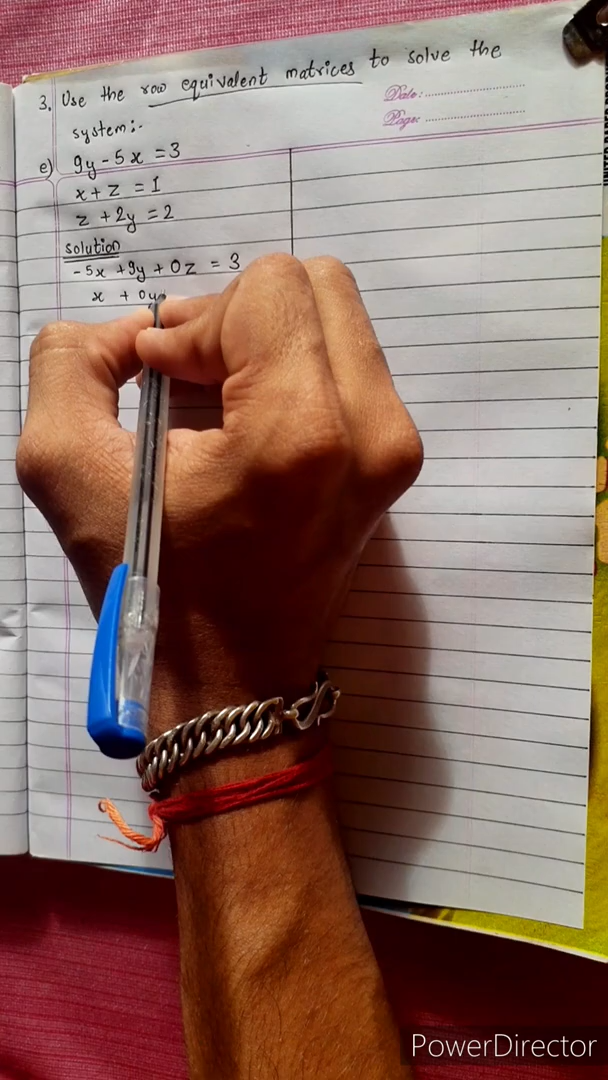 3. Use the row equivalent matrices to solve the
Date:
Page:
system:-
e) 9y - 5x = 3
x + z = 1
z + 2y = 2
Solution
-5x + 9y + 0z = 3
x + 0y
PowerDirector